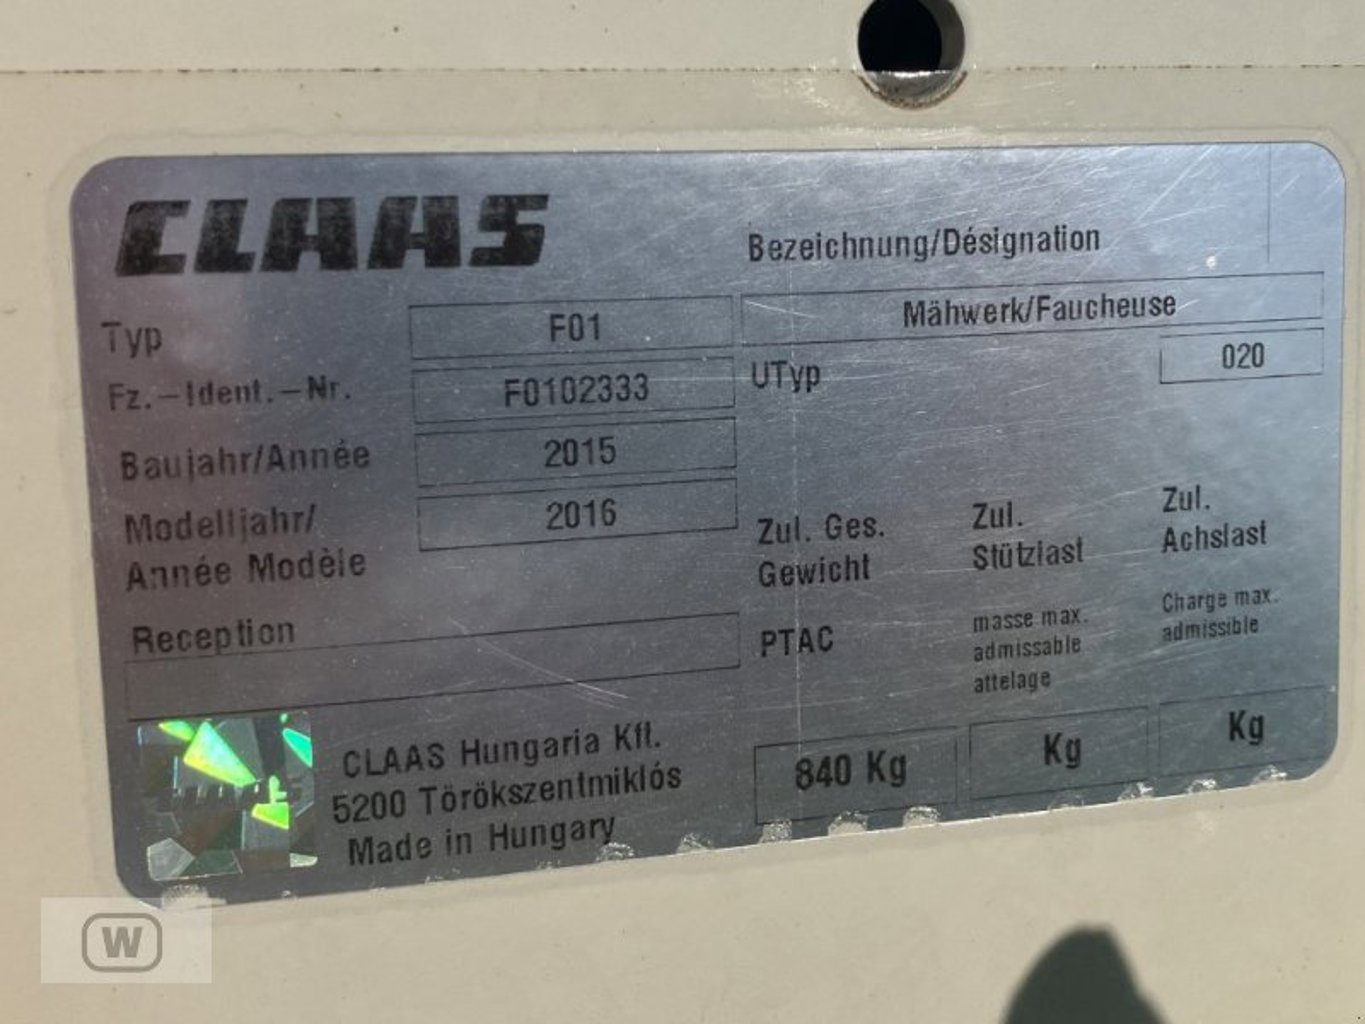 CLAAS
Bezeichnung/Désignation
Mähwerk/Faucheuse
Typ F01
UTyp 020
Fz.-Ident.-Nr. F0102333
Baujahr/Année 2015
Modelljahr/ 2016
Année Modèle
Reception
Zul. Ges.
Gewicht
PTAC
840 Kg
Zul.
Stützlast
masse max.
admissable
attelage
Kg
Zul.
Achslast
Charge max.
admissible
Kg
CLAAS Hungaria Kft.
5200 Törökszentmiklós
Made in Hungary
W